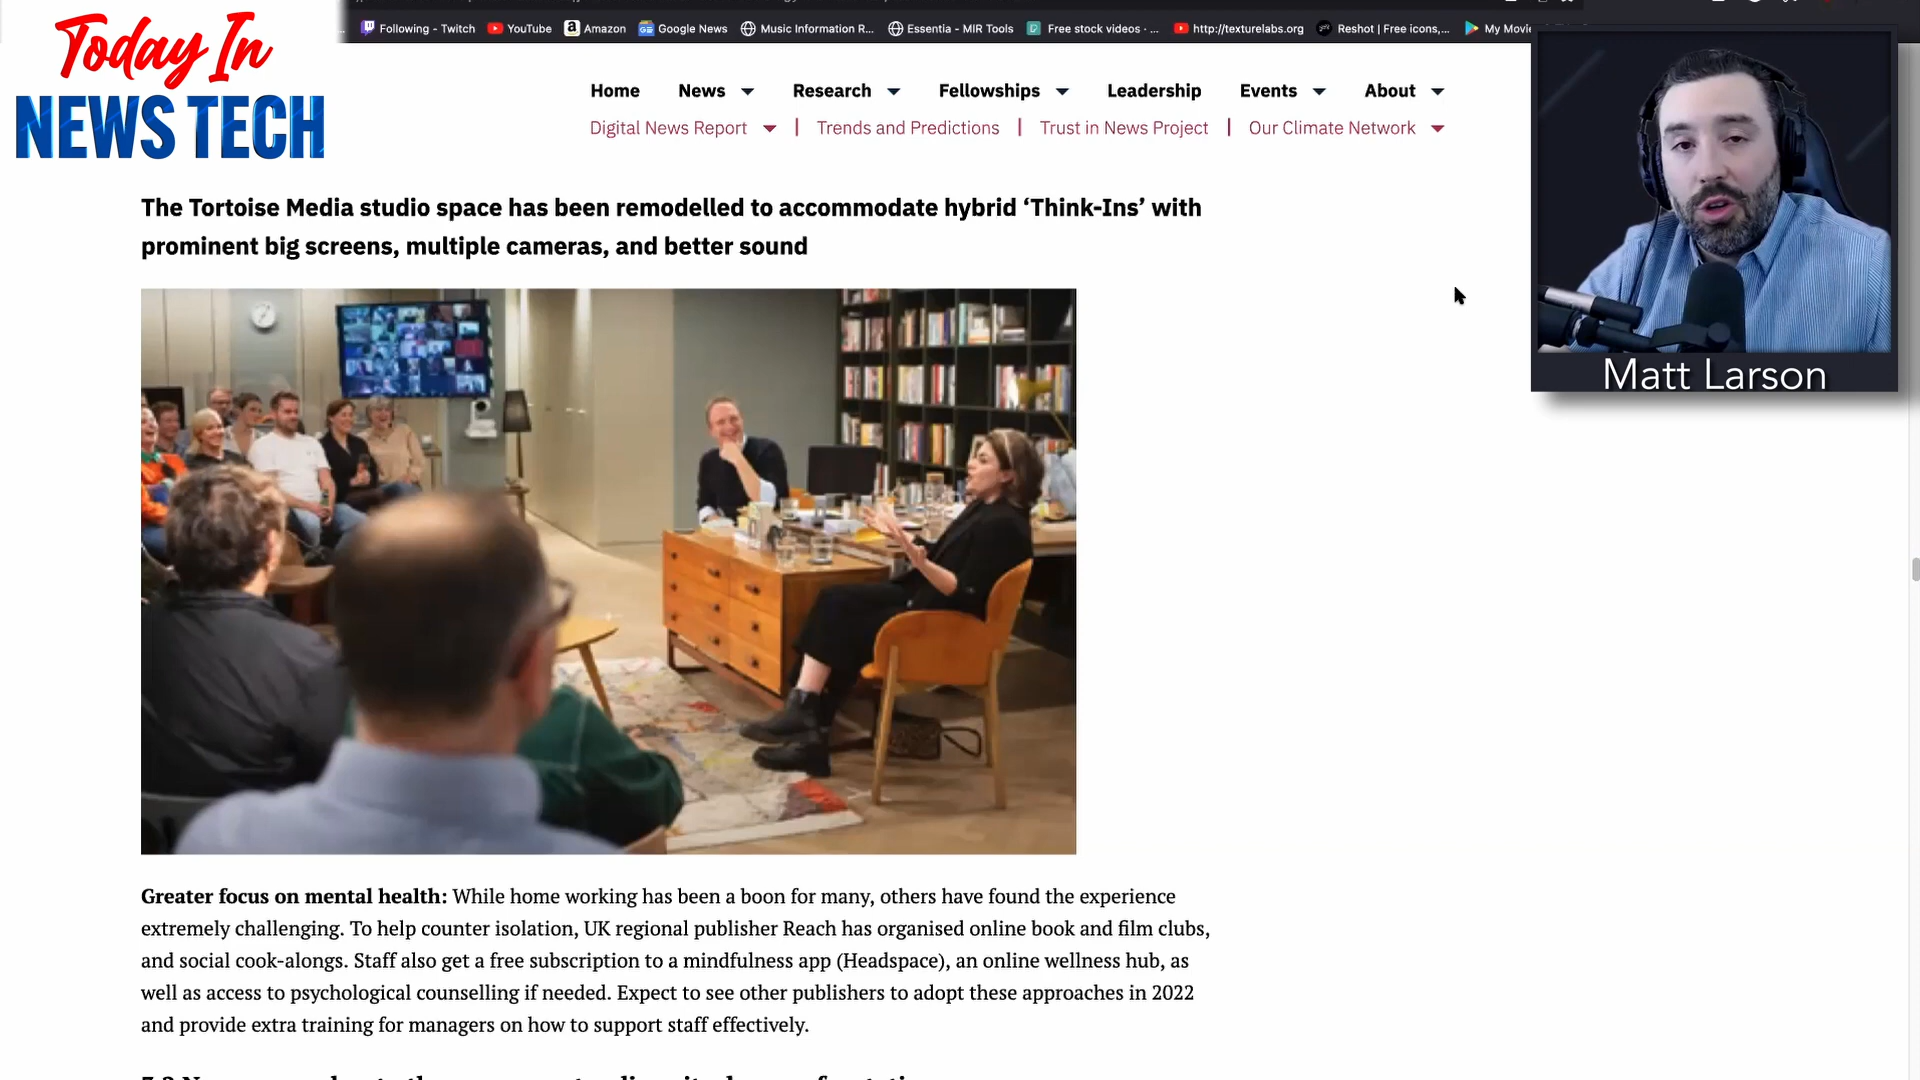 Today In
NEWS TECH
Following - Twitch YouTube Amazon Google News Music Information R... Essentia - MIR Tools Free stock videos · ... http://texturelabs.org Reshot | Free icons,... My Movie
Home News Research Fellowships Leadership Events About
Digital News Report | Trends and Predictions | Trust in News Project | Our Climate Network
The Tortoise Media studio space has been remodelled to accommodate hybrid ‘Think-Ins’ with
prominent big screens, multiple cameras, and better sound
Matt Larson
Greater focus on mental health: While home working has been a boon for many, others have found the experience
extremely challenging. To help counter isolation, UK regional publisher Reach has organised online book and film clubs,
and social cook-alongs. Staff also get a free subscription to a mindfulness app (Headspace), an online wellness hub, as
well as access to psychological counselling if needed. Expect to see other publishers to adopt these approaches in 2022
and provide extra training for managers on how to support staff effectively.